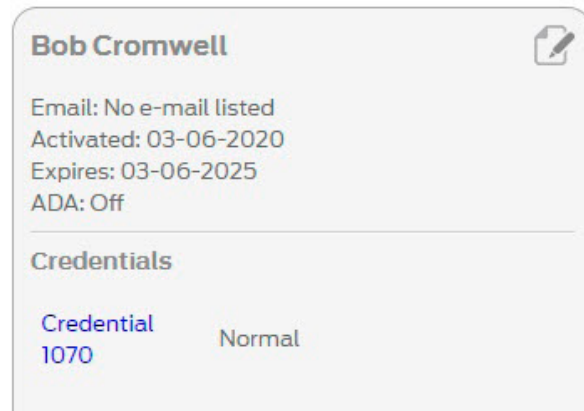 Bob Cromwell
Email: No e-mail listed
Activated: 03-06-2020
Expires: 03-06-2025
ADA: Off
Credentials
Credential
1070
Normal